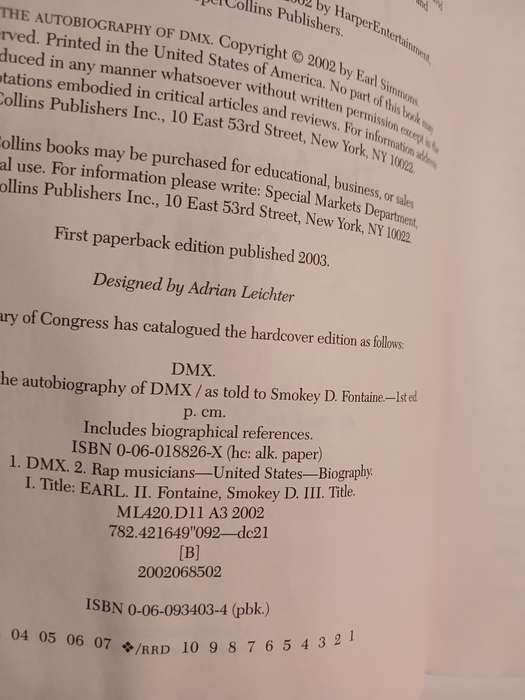 and
002 by HarperEntertainment,
perCollins Publishers.
THE AUTOBIOGRAPHY OF DMX. Copyright © 2002 by Earl Simmons.
rved. Printed in the United States of America. No part of this book may
duced in any manner whatsoever without written permission except in the
otations embodied in critical articles and reviews. For information address
Collins Publishers Inc., 10 East 53rd Street, New York, NY 10022.
Collins books may be purchased for educational, business, or sales
al use. For information please write: Special Markets Department,
ollins Publishers Inc., 10 East 53rd Street, New York, NY 10022.
First paperback edition published 2003.
Designed by Adrian Leichter
ary of Congress has catalogued the hardcover edition as follows:
DMX.
he autobiography of DMX / as told to Smokey D. Fontaine.—1st ed.
p. cm.
Includes biographical references.
ISBN 0-06-018826-X (hc: alk. paper)
1. DMX. 2. Rap musicians—United States—Biography.
I. Title: EARL. II. Fontaine, Smokey D. III. Title.
ML420.D11 A3 2002
782.421649"092—dc21
[B]
2002068502
ISBN 0-06-093403-4 (pbk.)
04 05 06 07 ❖/RRD 10 9 8 7 6 5 4 3 2 1